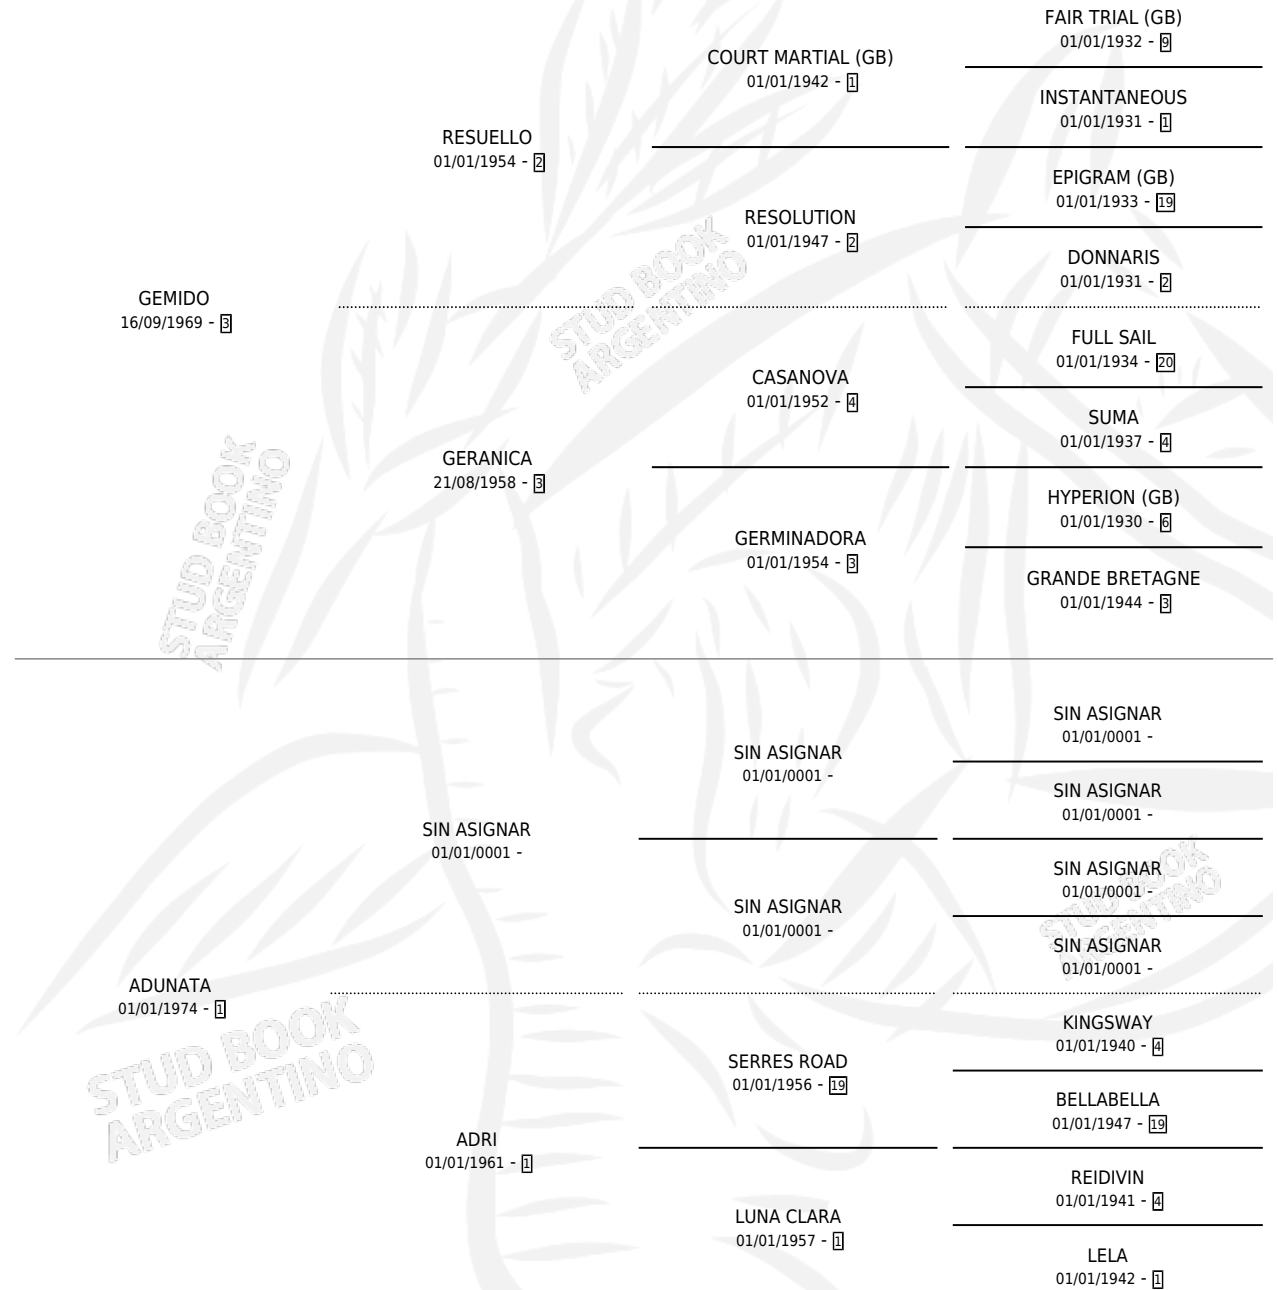 FAIR TRIAL (GB)
01/01/1932 - 9
COURT MARTIAL (GB)
01/01/1942 - 1
INSTANTANEOUS
01/01/1931 - 1
RESUELLO
01/01/1954 - 2
EPIGRAM (GB)
01/01/1933 - 19
RESOLUTION
01/01/1947 - 2
DONNARIS
01/01/1931 - 2
GEMIDO
16/09/1969 - 3
FULL SAIL
01/01/1934 - 20
CASANOVA
01/01/1952 - 4
SUMA
01/01/1937 - 4
GERANICA
21/08/1958 - 3
HYPERION (GB)
01/01/1930 - 6
GERMINADORA
01/01/1954 - 3
GRANDE BRETAGNE
01/01/1944 - 3
STUD BOOK
ARGENTINO
STUD BOOK
ARGENTINO
SIN ASIGNAR
01/01/0001 -
SIN ASIGNAR
01/01/0001 -
SIN ASIGNAR
01/01/0001 -
SIN ASIGNAR
01/01/0001 -
SIN ASIGNAR
01/01/0001 -
SIN ASIGNAR
01/01/0001 -
SIN ASIGNAR
01/01/0001 -
ADUNATA
01/01/1974 - 1
KINGSWAY
01/01/1940 - 4
SERRES ROAD
01/01/1956 - 19
BELLABELLA
01/01/1947 - 19
ADRI
01/01/1961 - 1
REIDIVIN
01/01/1941 - 4
LUNA CLARA
01/01/1957 - 1
LELA
01/01/1942 - 1
STUD BOOK
ARGENTINO
STUD BOOK
ARGENTINO